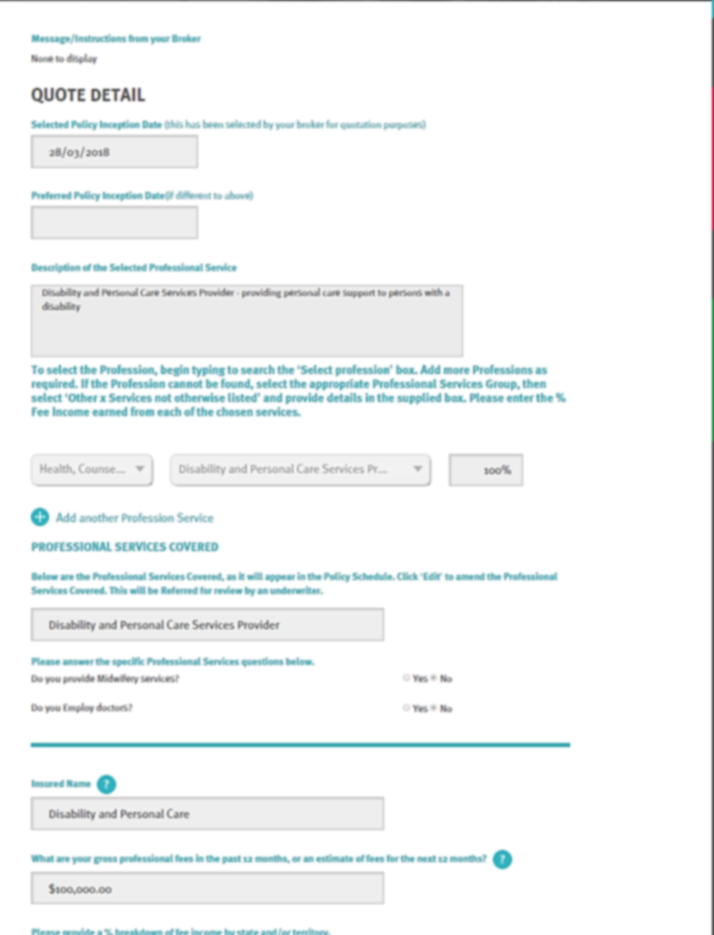 Message/Instructions from your Broker
None to display
QUOTE DETAIL
Selected Policy Inception Date (this has been selected by your broker for quotation purposes)
28/03/2018
Preferred Policy Inception Date(if different to above)
Description of the Selected Professional Service
Disability and Personal Care Services Provider - providing personal care support to persons with a
disability
To select the Profession, begin typing to search the ‘Select profession’ box. Add more Professions as
required. If the Profession cannot be found, select the appropriate Professional Services Group, then
select ‘Other x Services not otherwise listed’ and provide details in the supplied box. Please enter the %
Fee Income earned from each of the chosen services.
Health, Counse... Disability and Personal Care Services Pr... 100%
+ Add another Profession Service
PROFESSIONAL SERVICES COVERED
Below are the Professional Services Covered, as it will appear in the Policy Schedule. Click ‘Edit’ to amend the Professional
Services Covered. This will be Referred for review by an underwriter.
Disability and Personal Care Services Provider
Please answer the specific Professional Services questions below.
Do you provide Midwifery services? Yes No
Do you Employ doctors? Yes No
Insured Name ?
Disability and Personal Care
What are your gross professional fees in the past 12 months, or an estimate of fees for the next 12 months? ?
$100,000.00
Please provide a % breakdown of fee income by state and/or territory.